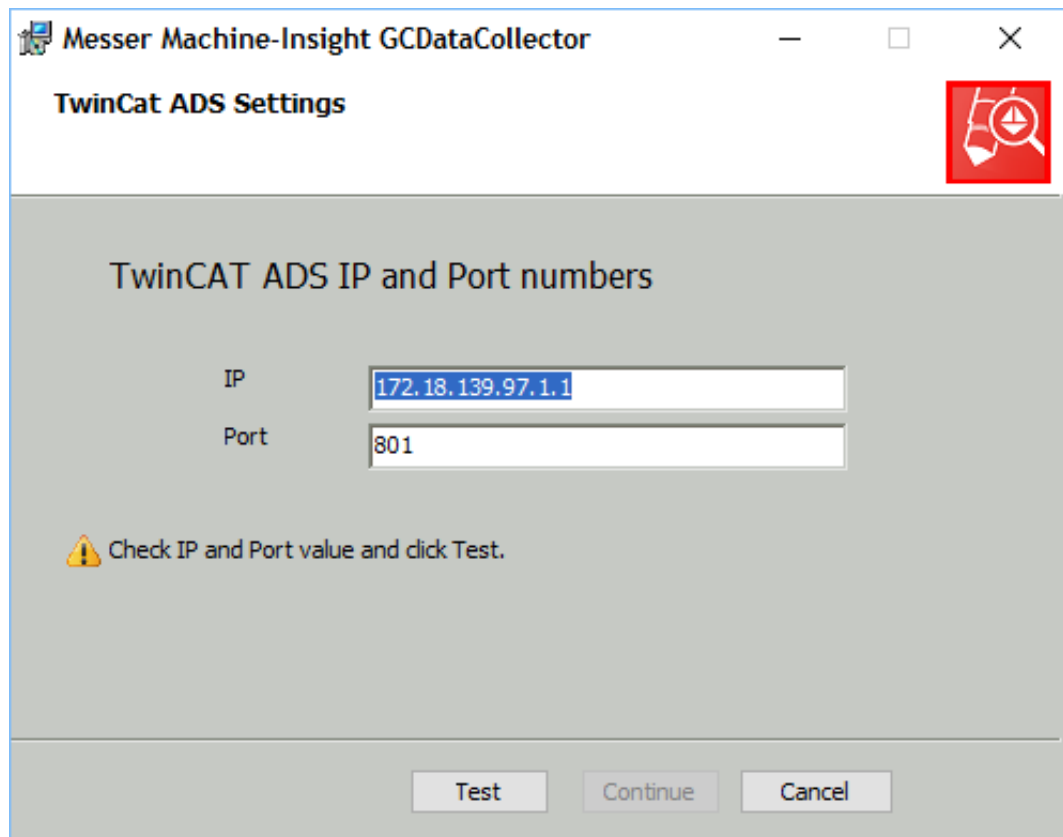 Messer Machine-Insight GCDataCollector
TwinCat ADS Settings
TwinCAT ADS IP and Port numbers
IP 172.18.139.97.1.1
Port 801
Check IP and Port value and click Test.
Test Continue Cancel